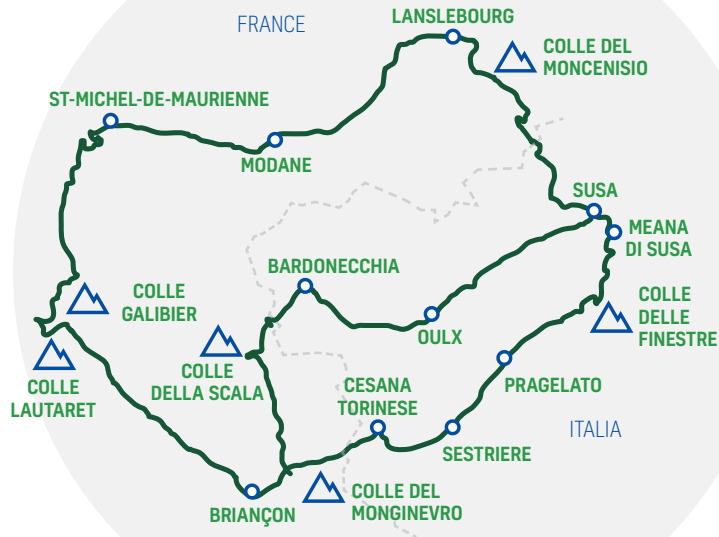 LANSLEBOURG
FRANCE
COLLE DEL
MONCENISIO
ST-MICHEL-DE-MAURIENNE
MODANE
SUSA
MEANA
DI SUSA
BARDONECCHIA
COLLE
GALIBIER
COLLE
DELLE
FINESTRE
OULX
COLLE
DELLA SCALA
COLLE
LAUTARET
CESANA
TORINESE
PRAGELATO
ITALIA
SESTRIERE
BRIANÇON
COLLE DEL
MONGINEVRO